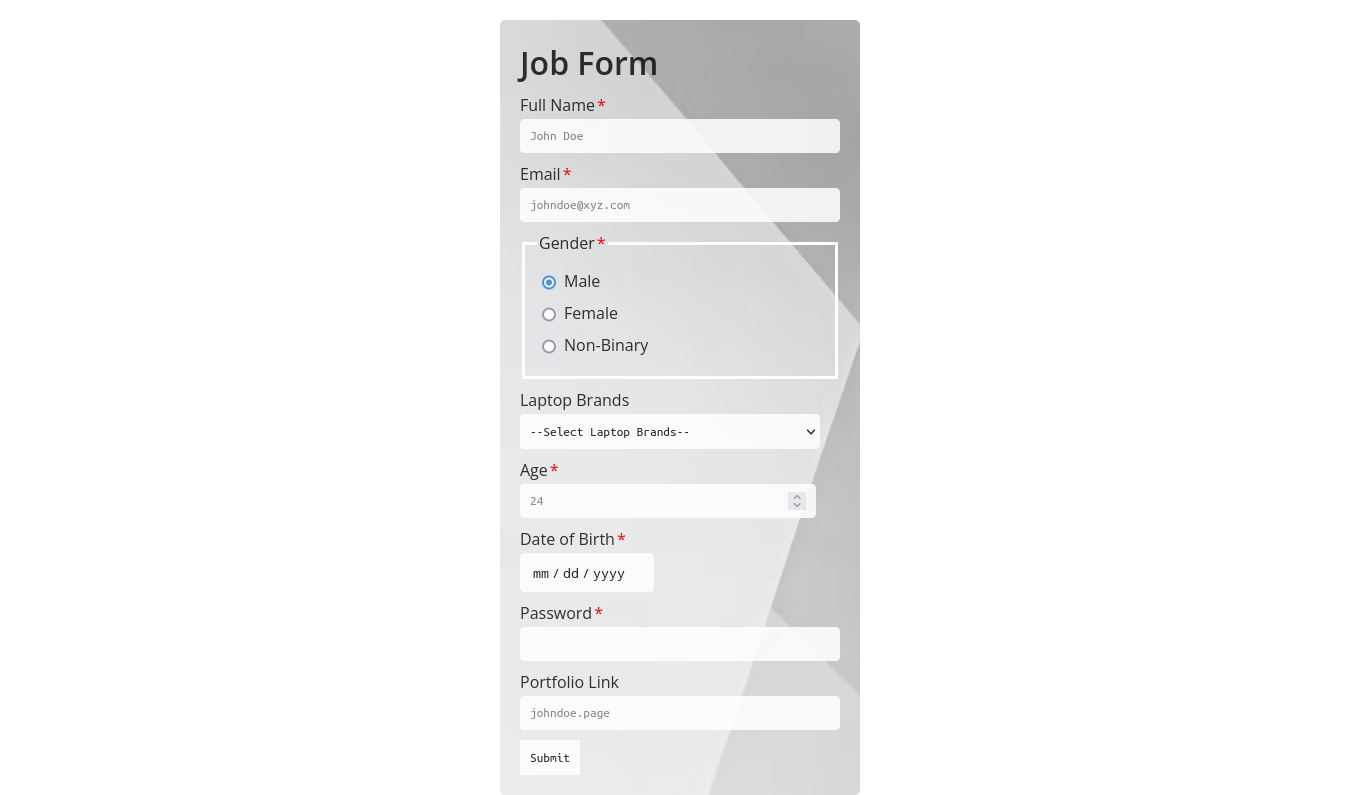 Job Form
Full Name*
John Doe
Email*
johndoe@xyz.com
Gender*
Male
Female
Non-Binary
Laptop Brands
--Select Laptop Brands--
Age*
24
Date of Birth*
mm / dd / yyyy
Password*
Portfolio Link
johndoe.page
Submit